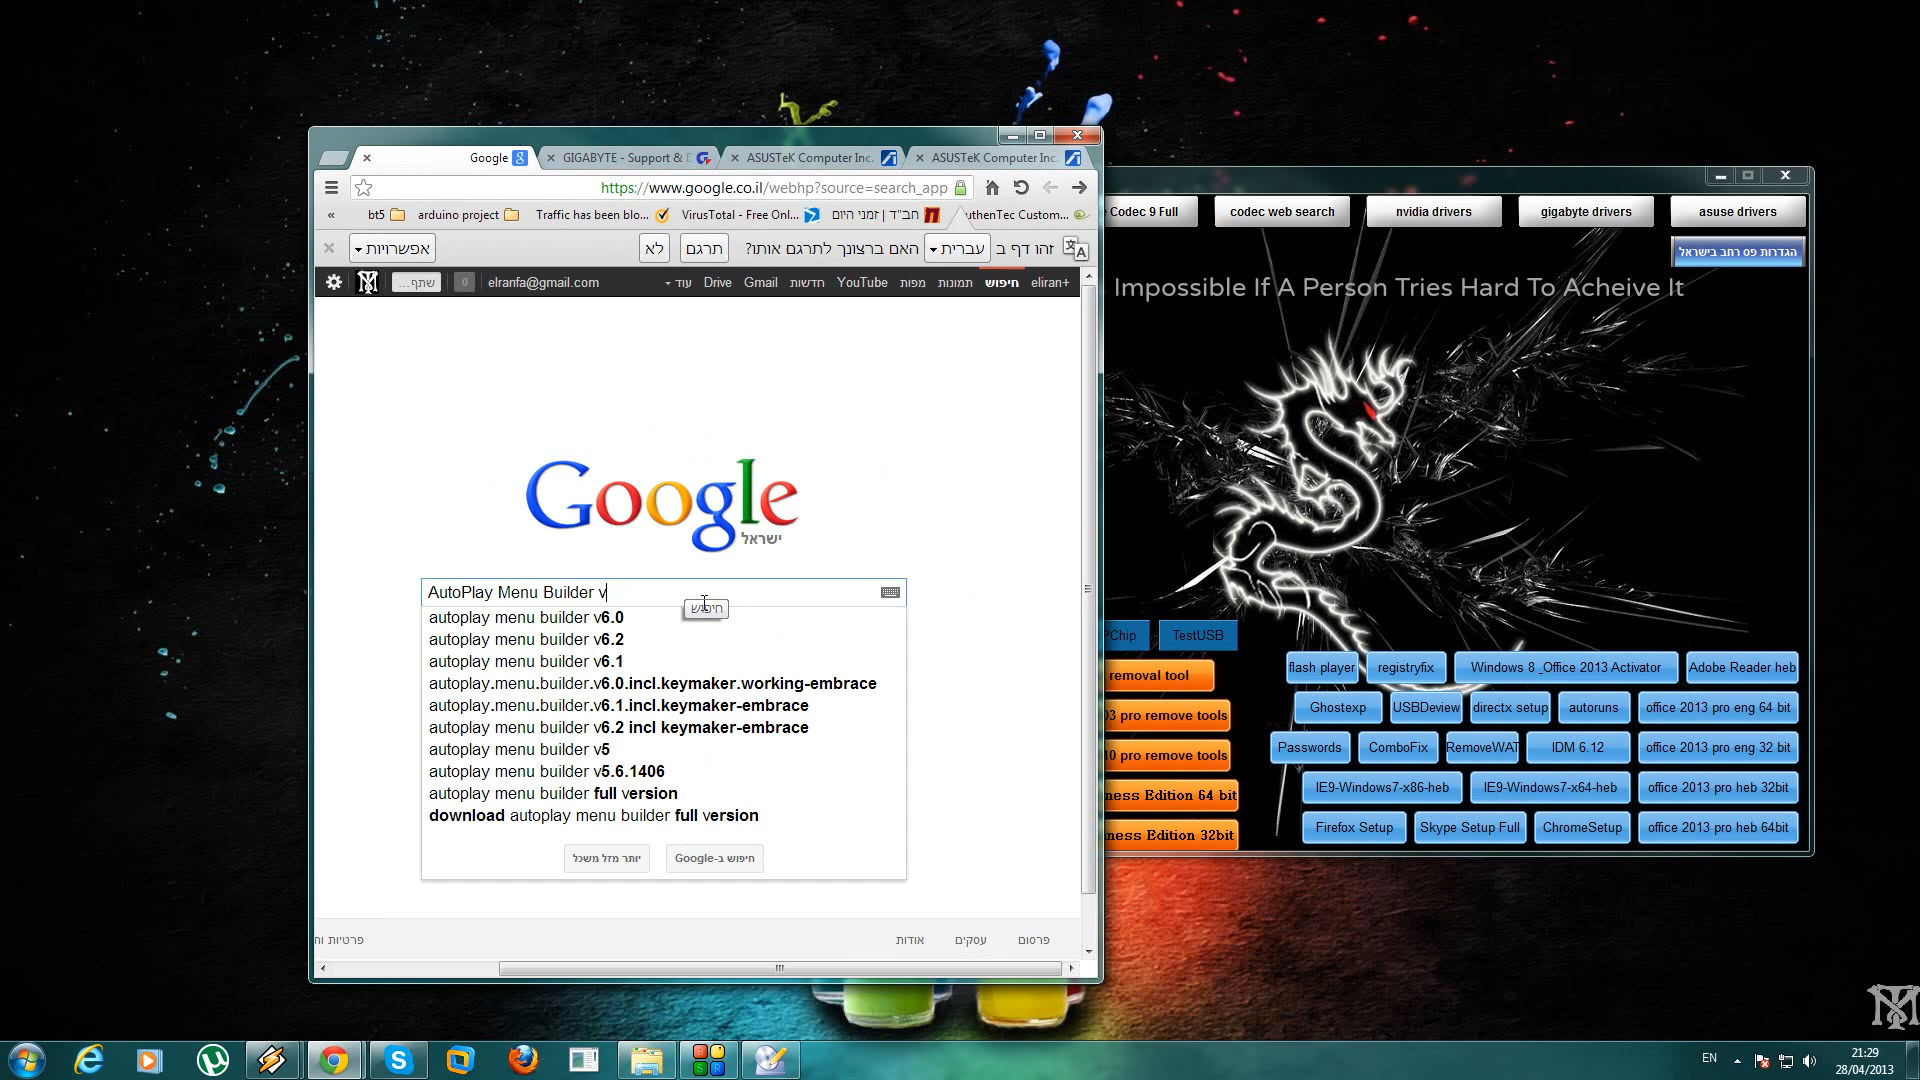 Google
GIGABYTE - Support & D
ASUSTeK Computer Inc.
ASUSTeK Computer Inc.
https://www.google.co.il/webhp?source=search_app
«
bt5
arduino project
Traffic has been blo...
VirusTotal - Free Onl...
חב"ד | זמני היום
uthenTec Custom...
זהו דף ב
עברית
האם ברצונך לתרגם אותו?
תרגם
לא
אפשרויות
eliran+
חיפוש
תמונות
מפות
YouTube
חדשות
Gmail
Drive
עוד
elranfa@gmail.com
0
שתף...
Google
ישראל
AutoPlay Menu Builder v
חיפוש
autoplay menu builder v6.0
autoplay menu builder v6.2
autoplay menu builder v6.1
autoplay.menu.builder.v6.0.incl.keymaker.working-embrace
autoplay.menu.builder.v6.1.incl.keymaker-embrace
autoplay menu builder v6.2 incl keymaker-embrace
autoplay menu builder v5
autoplay menu builder v5.6.1406
autoplay menu builder full version
download autoplay menu builder full version
חיפוש ב-Google
יותר מזל משכל
פרסום
עסקים
אודות
פרטיות ות
Codec 9 Full
codec web search
nvidia drivers
gigabyte drivers
asuse drivers
הגדרות פס רחב בישראל
Impossible If A Person Tries Hard To Acheive It
PChip
TestUSB
removal tool
03 pro remove tools
10 pro remove tools
ness Edition 64 bit
ness Edition 32bit
flash player
registryfix
Windows 8 _Office 2013 Activator
Adobe Reader heb
Ghostexp
USBDeview
directx setup
autoruns
office 2013 pro eng 64 bit
Passwords
ComboFix
RemoveWAT
IDM 6.12
office 2013 pro eng 32 bit
IE9-Windows7-x86-heb
IE9-Windows7-x64-heb
office 2013 pro heb 32bit
Firefox Setup
Skype Setup Full
ChromeSetup
office 2013 pro heb 64bit
EN
21:29
28/04/2013